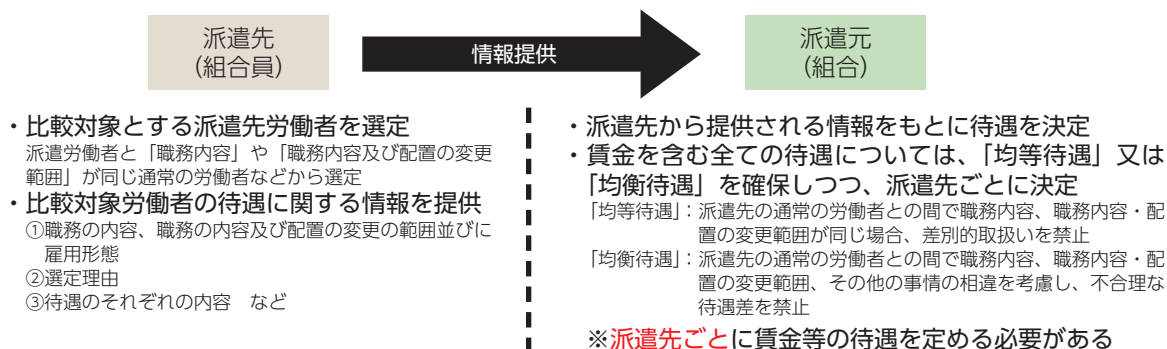 派遣先
(組合員)
情報提供
派遣元
(組合)
・比較対象とする派遣先労働者を選定
派遣労働者と「職務内容」や「職務内容及び配置の変更
範囲」が同じ通常の労働者などから選定
・比較対象労働者の待遇に関する情報を提供
①職務の内容、職務の内容及び配置の変更の範囲並びに
雇用形態
②選定理由
③待遇のそれぞれの内容　など
・派遣先から提供される情報をもとに待遇を決定
・賃金を含む全ての待遇については、「均等待遇」又は
「均衡待遇」を確保しつつ、派遣先ごとに決定
「均等待遇」：派遣先の通常の労働者との間で職務内容、職務内容・配
置の変更範囲が同じ場合、差別的取扱いを禁止
「均衡待遇」：派遣先の通常の労働者との間で職務内容、職務内容・配
置の変更範囲、その他の事情の相違を考慮し、不合理な
待遇差を禁止
※派遣先ごとに賃金等の待遇を定める必要がある